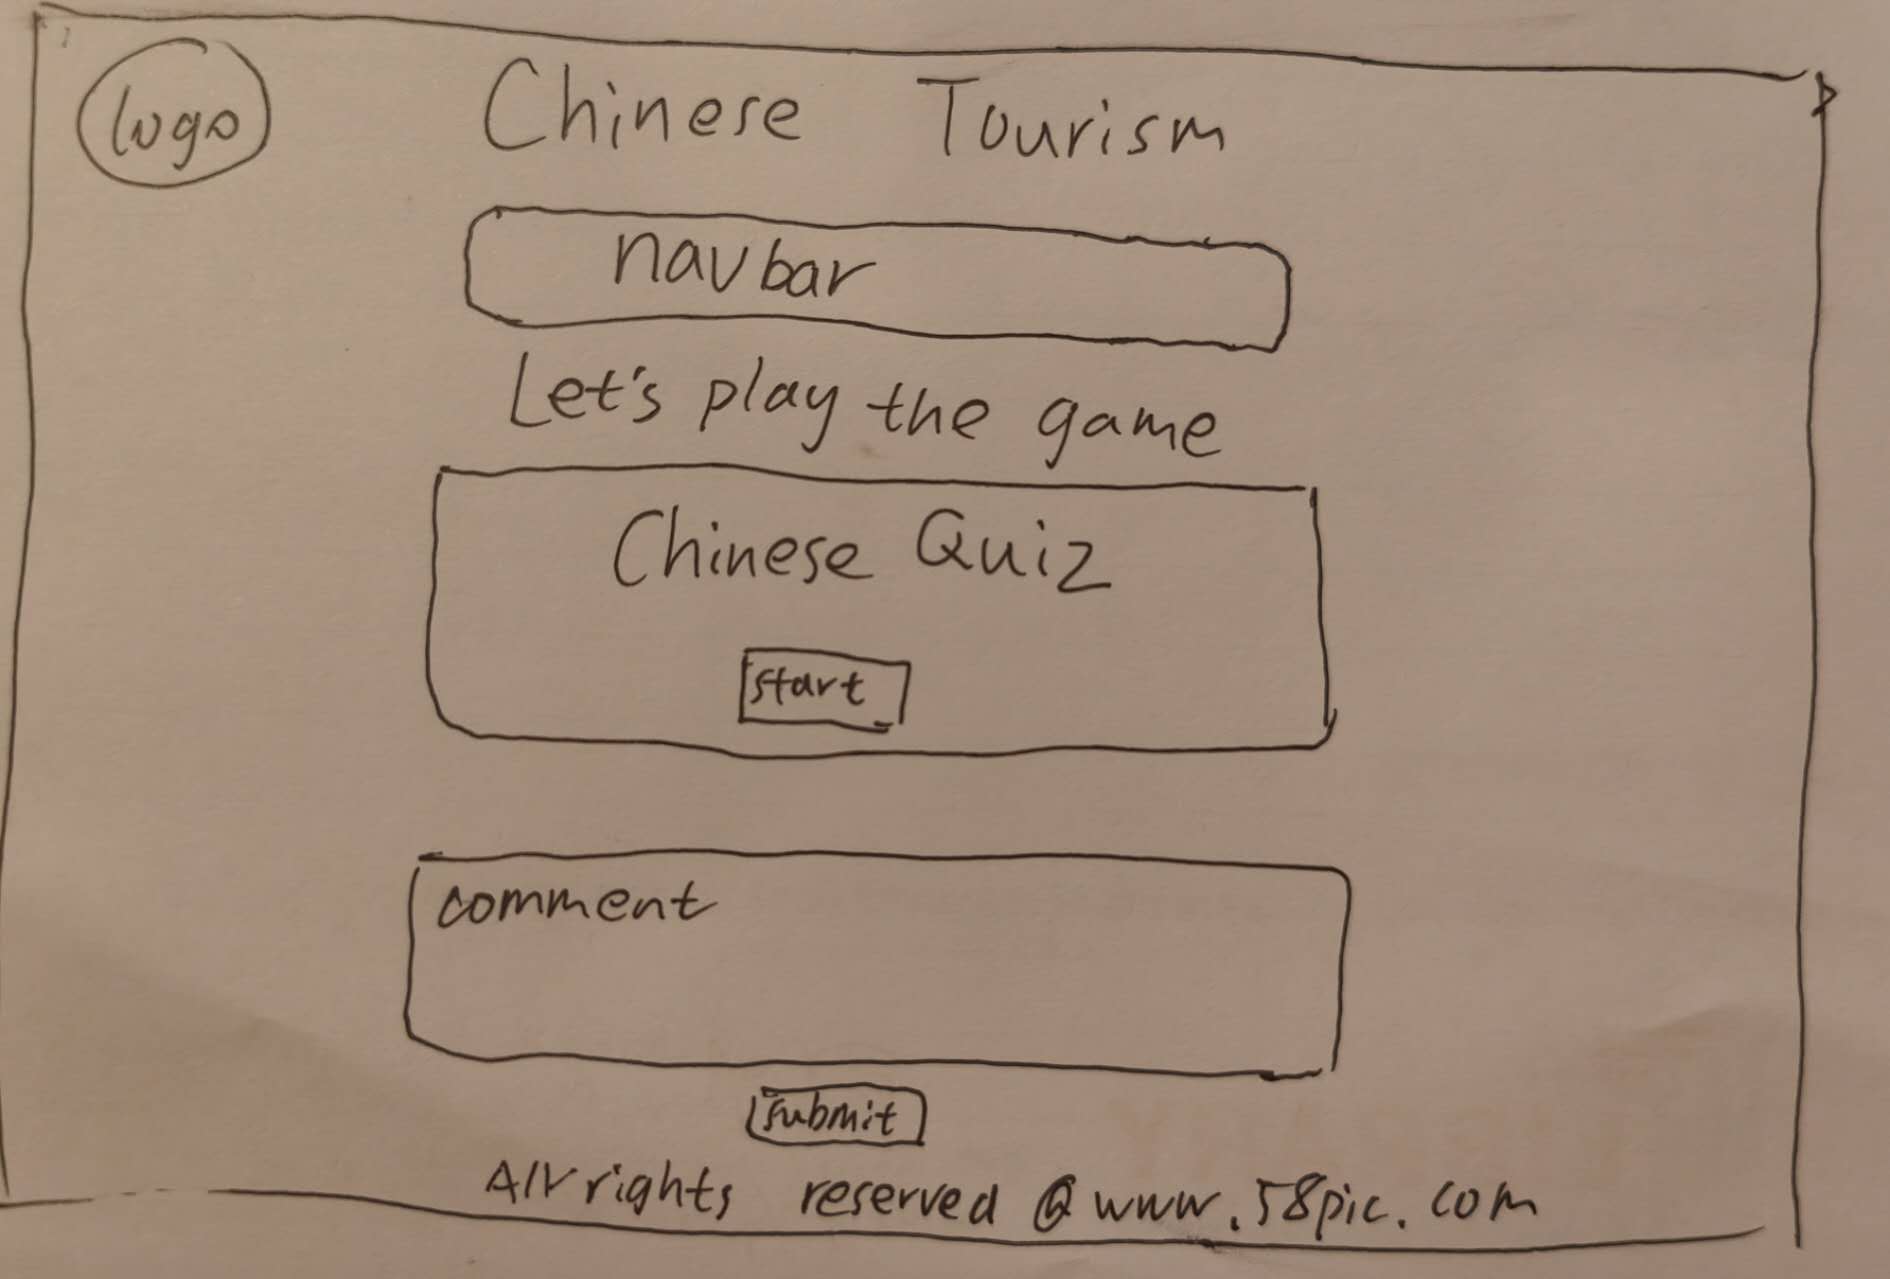 logo
Chinese Tourism
navbar
Let's play the game
Chinese Quiz
start
comment
submit
All rights reserved @ www.58pic.com